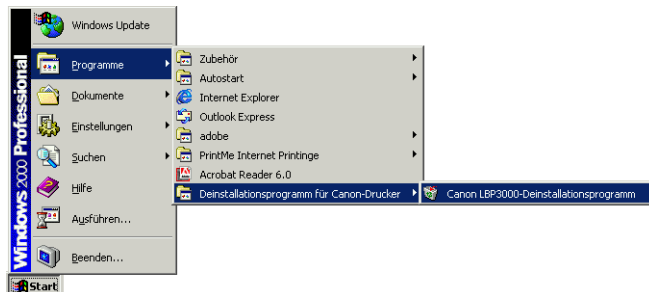 Windows 2000 Professional
Windows Update
Programme
Dokumente
Einstellungen
Suchen
Hilfe
Ausführen...
Beenden...
Start
Zubehör
Autostart
Internet Explorer
Outlook Express
adobe
PrintMe Internet Printinge
Acrobat Reader 6.0
Deinstallationsprogramm für Canon-Drucker
Canon LBP3000-Deinstallationsprogramm